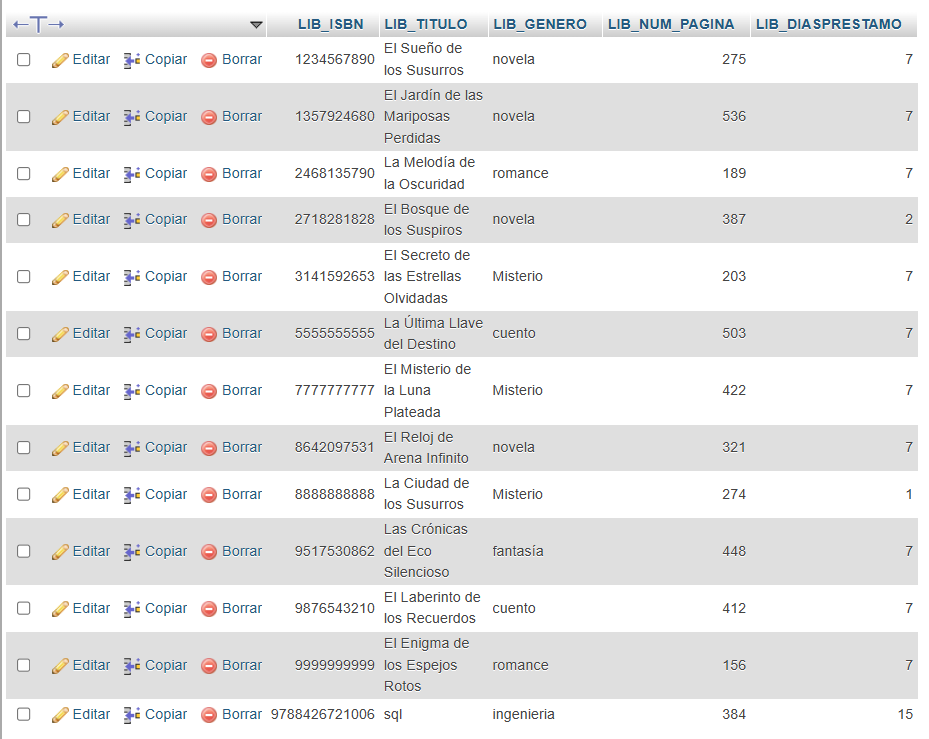 LIB_ISBN LIB_TITULO LIB_GENERO LIB_NUM_PAGINA LIB_DIASPRESTAMO
Editar Copiar Borrar 1234567890 El Sueño de los Susurros novela 275 7
Editar Copiar Borrar 1357924680 El Jardín de las Mariposas Perdidas novela 536 7
Editar Copiar Borrar 2468135790 La Melodía de la Oscuridad romance 189 7
Editar Copiar Borrar 2718281828 El Bosque de los Suspiros novela 387 2
Editar Copiar Borrar 3141592653 El Secreto de las Estrellas Olvidadas Misterio 203 7
Editar Copiar Borrar 5555555555 La Última Llave del Destino cuento 503 7
Editar Copiar Borrar 7777777777 El Misterio de la Luna Plateada Misterio 422 7
Editar Copiar Borrar 8642097531 El Reloj de Arena Infinito novela 321 7
Editar Copiar Borrar 8888888888 La Ciudad de los Susurros Misterio 274 1
Editar Copiar Borrar 9517530862 Las Crónicas del Eco Silencioso fantasía 448 7
Editar Copiar Borrar 9876543210 El Laberinto de los Recuerdos cuento 412 7
Editar Copiar Borrar 9999999999 El Enigma de los Espejos Rotos romance 156 7
Editar Copiar Borrar 9788426721006 sql ingenieria 384 15